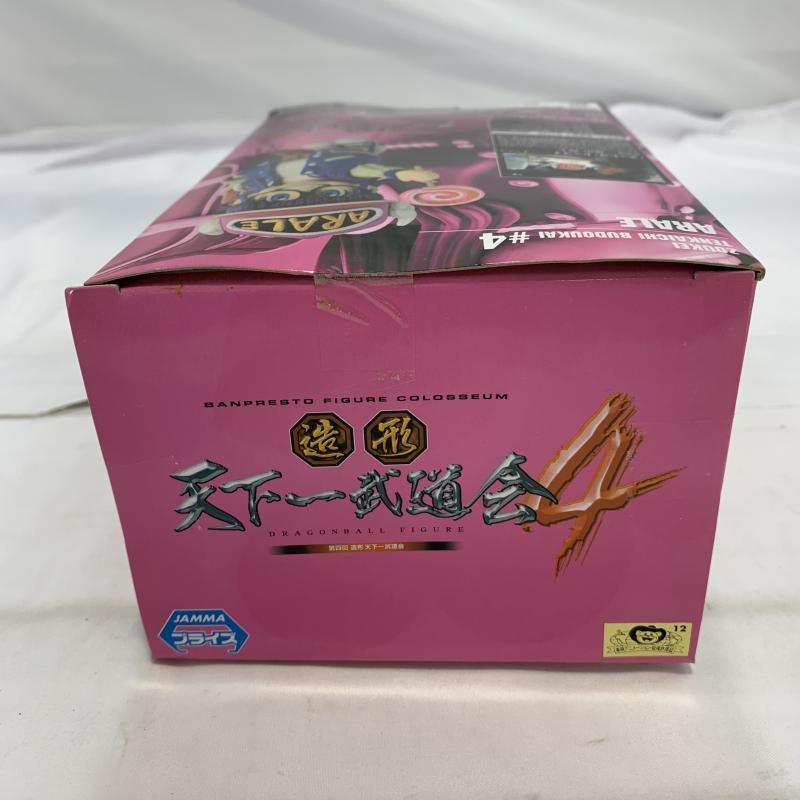 ARALE
ARALE
ZOUKEI
TENKAICHI BUDOUKAI #4
BANPRESTO FIGURE COLOSSEUM
造形
天下一武道会4
DRAGONBALL FIGURE
第四回 造形 天下一武道会
JAMMA
プライズ
12